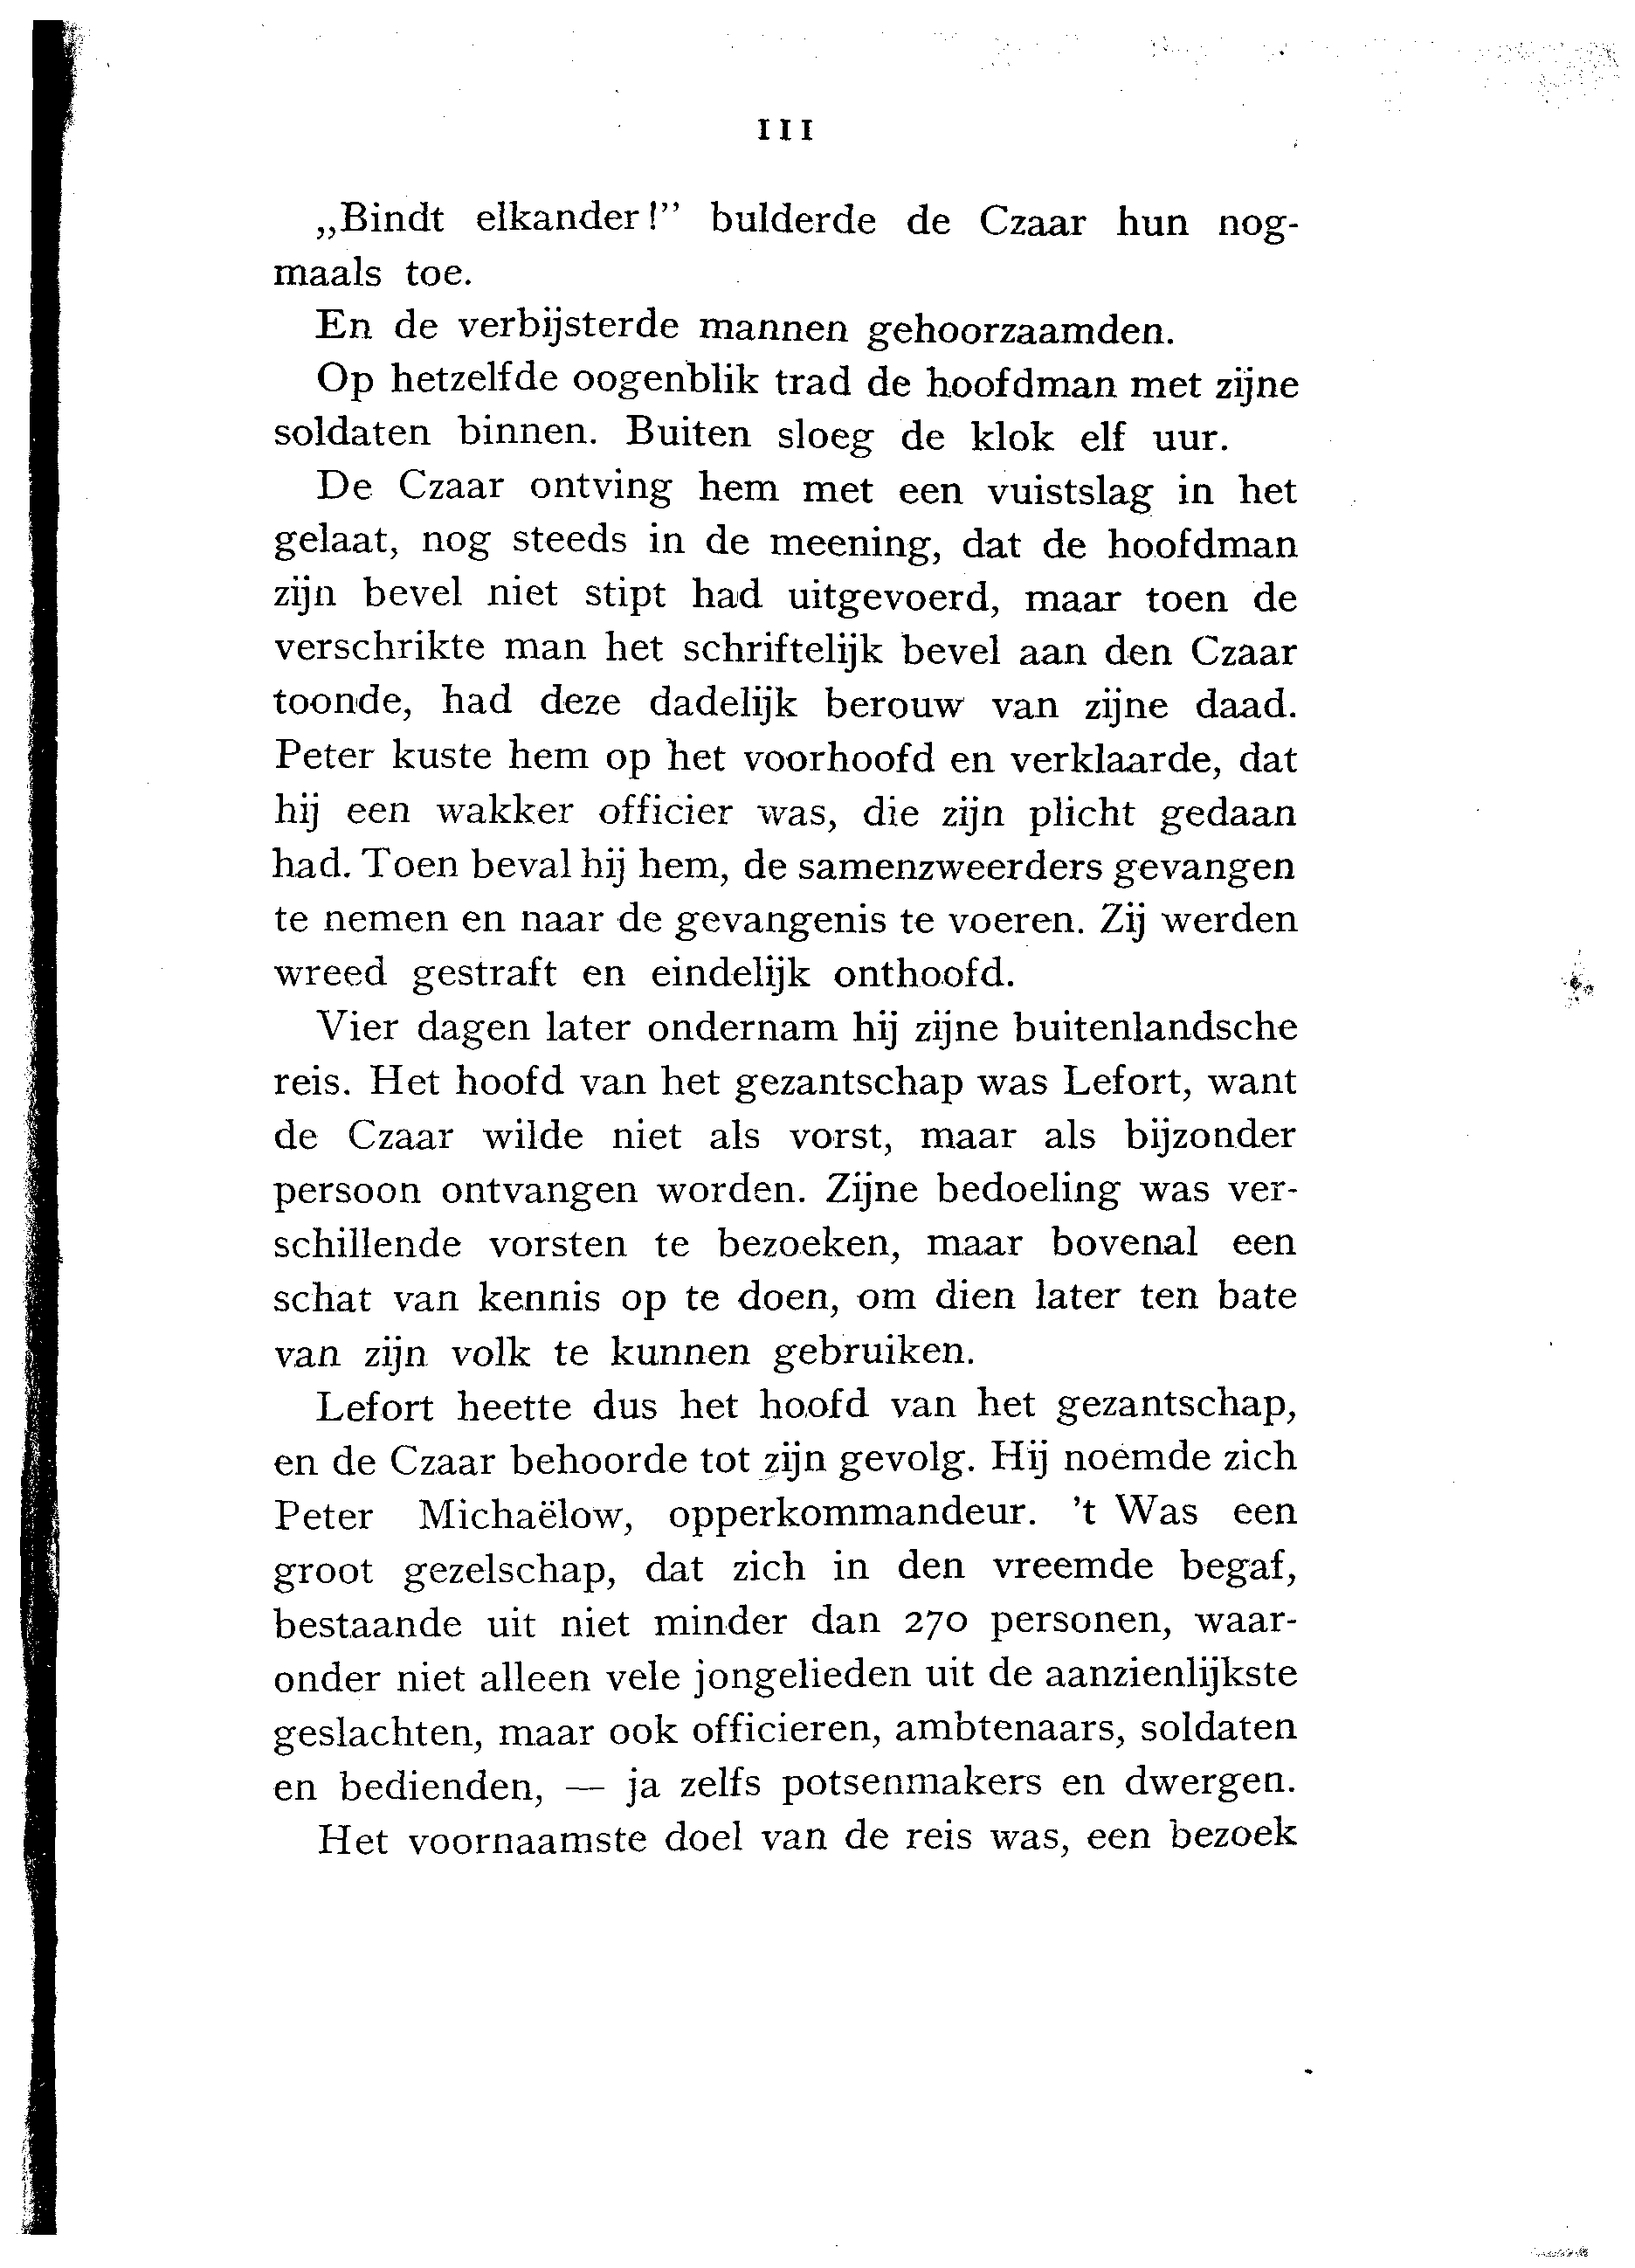 III
„Bindt elkander!” bulderde de Czaar hun nog-
maals toe.
En de verbijsterde mannen gehoorzaamden.
Op hetzelfde oogenblik trad de hoofdman met zijne
soldaten binnen. Buiten sloeg de klok elf uur.
De Czaar ontving hem met een vuistslag in het
gelaat, nog steeds in de meening, dat de hoofdman
zijn bevel niet stipt had uitgevoerd, maar toen de
verschrikte man het schriftelijk bevel aan den Czaar
toonde, had deze dadelijk berouw van zijne daad.
Peter kuste hem op het voorhoofd en verklaarde, dat
hij een wakker officier was, die zijn plicht gedaan
had. Toen beval hij hem, de samenzweerders gevangen
te nemen en naar de gevangenis te voeren. Zij werden
wreed gestraft en eindelijk onthoofd.
Vier dagen later ondernam hij zijne buitenlandsche
reis. Het hoofd van het gezantschap was Lefort, want
de Czaar wilde niet als vorst, maar als bijzonder
persoon ontvangen worden. Zijne bedoeling was ver-
schillende vorsten te bezoeken, maar bovenal een
schat van kennis op te doen, om dien later ten bate
van zijn volk te kunnen gebruiken.
Lefort heette dus het hoofd van het gezantschap,
en de Czaar behoorde tot zijn gevolg. Hij noemde zich
Peter Michaëlow, opperkommandeur. ’t Was een
groot gezelschap, dat zich in den vreemde begaf,
bestaande uit niet minder dan 270 personen, waar-
onder niet alleen vele jongelieden uit de aanzienlijkste
geslachten, maar ook officieren, ambtenaars, soldaten
en bedienden, — ja zelfs potsenmakers en dwergen.
Het voornaamste doel van de reis was, een bezoek